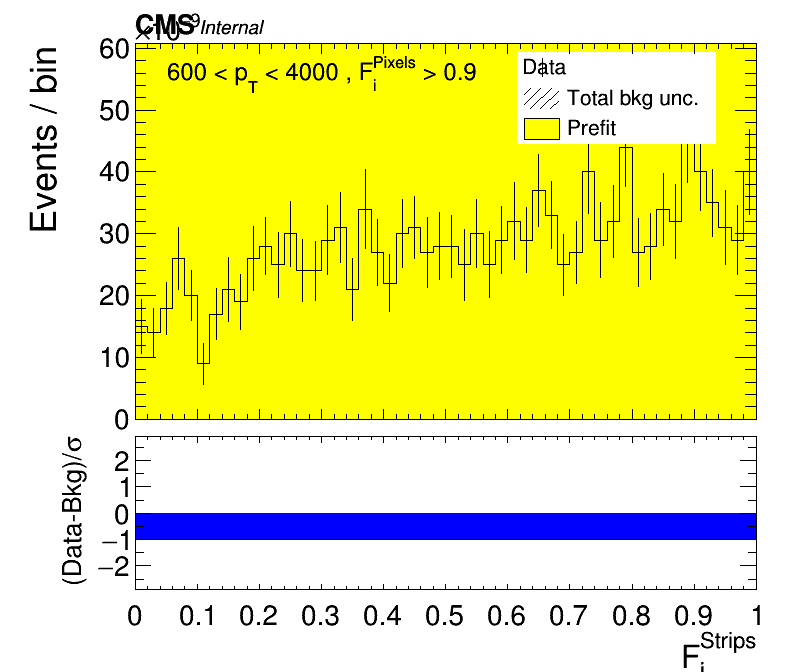 CMS Internal
×10⁻⁹
600 < p_T < 4000 , F_i^Pixels > 0.9
Data
Total bkg unc.
Prefit
Events / bin
60
50
40
30
20
10
0
(Data-Bkg)/σ
2
1
0
−1
−2
0 0.1 0.2 0.3 0.4 0.5 0.6 0.7 0.8 0.9 1
F_i^Strips